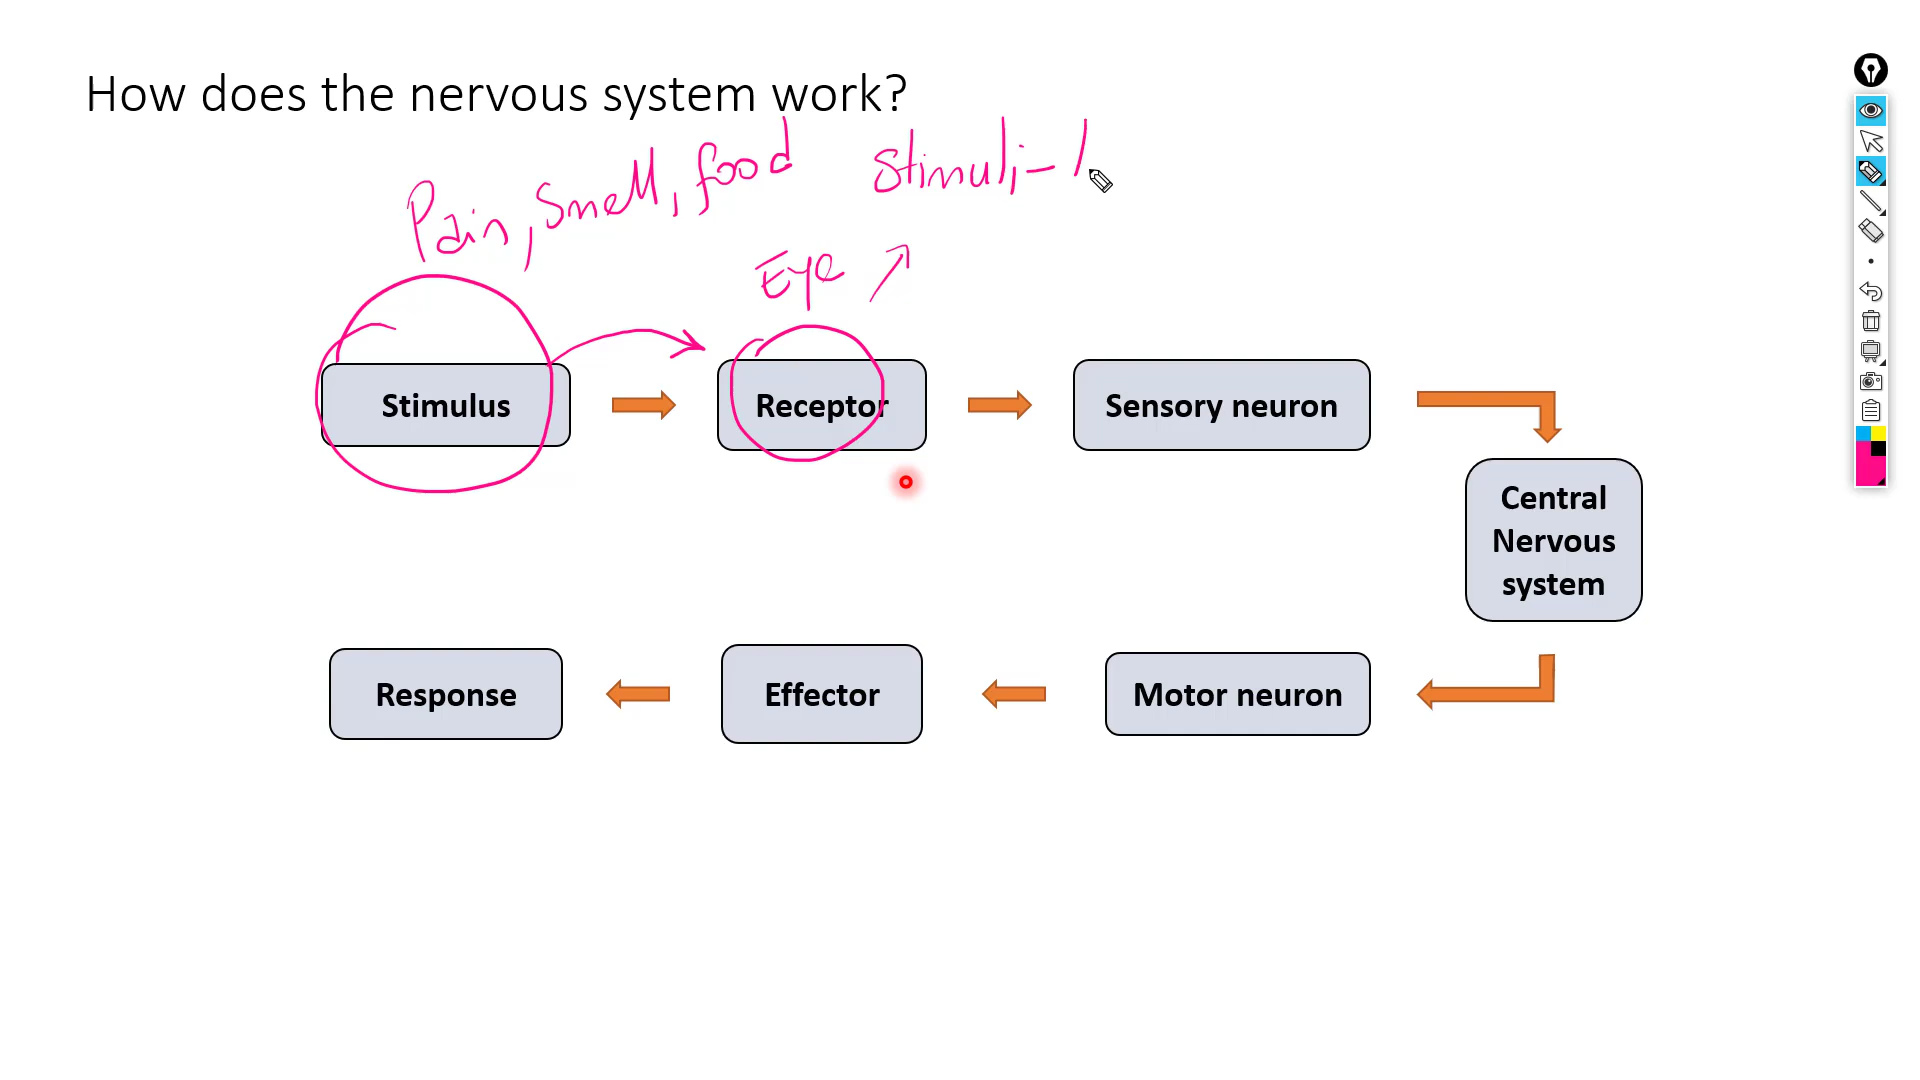 How does the nervous system work?
Pain, Smell, food
Stimuli -
Eye
Stimulus
Receptor
Sensory neuron
Central
Nervous
system
Response
Effector
Motor neuron